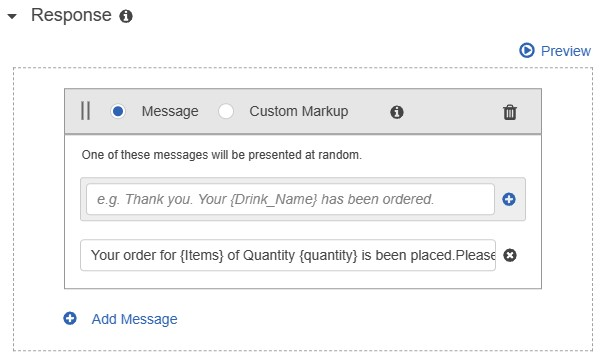 Response
Preview
Message Custom Markup
One of these messages will be presented at random.
e.g. Thank you. Your {Drink_Name} has been ordered.
Your order for {Items} of Quantity {quantity} is been placed.Please
Add Message